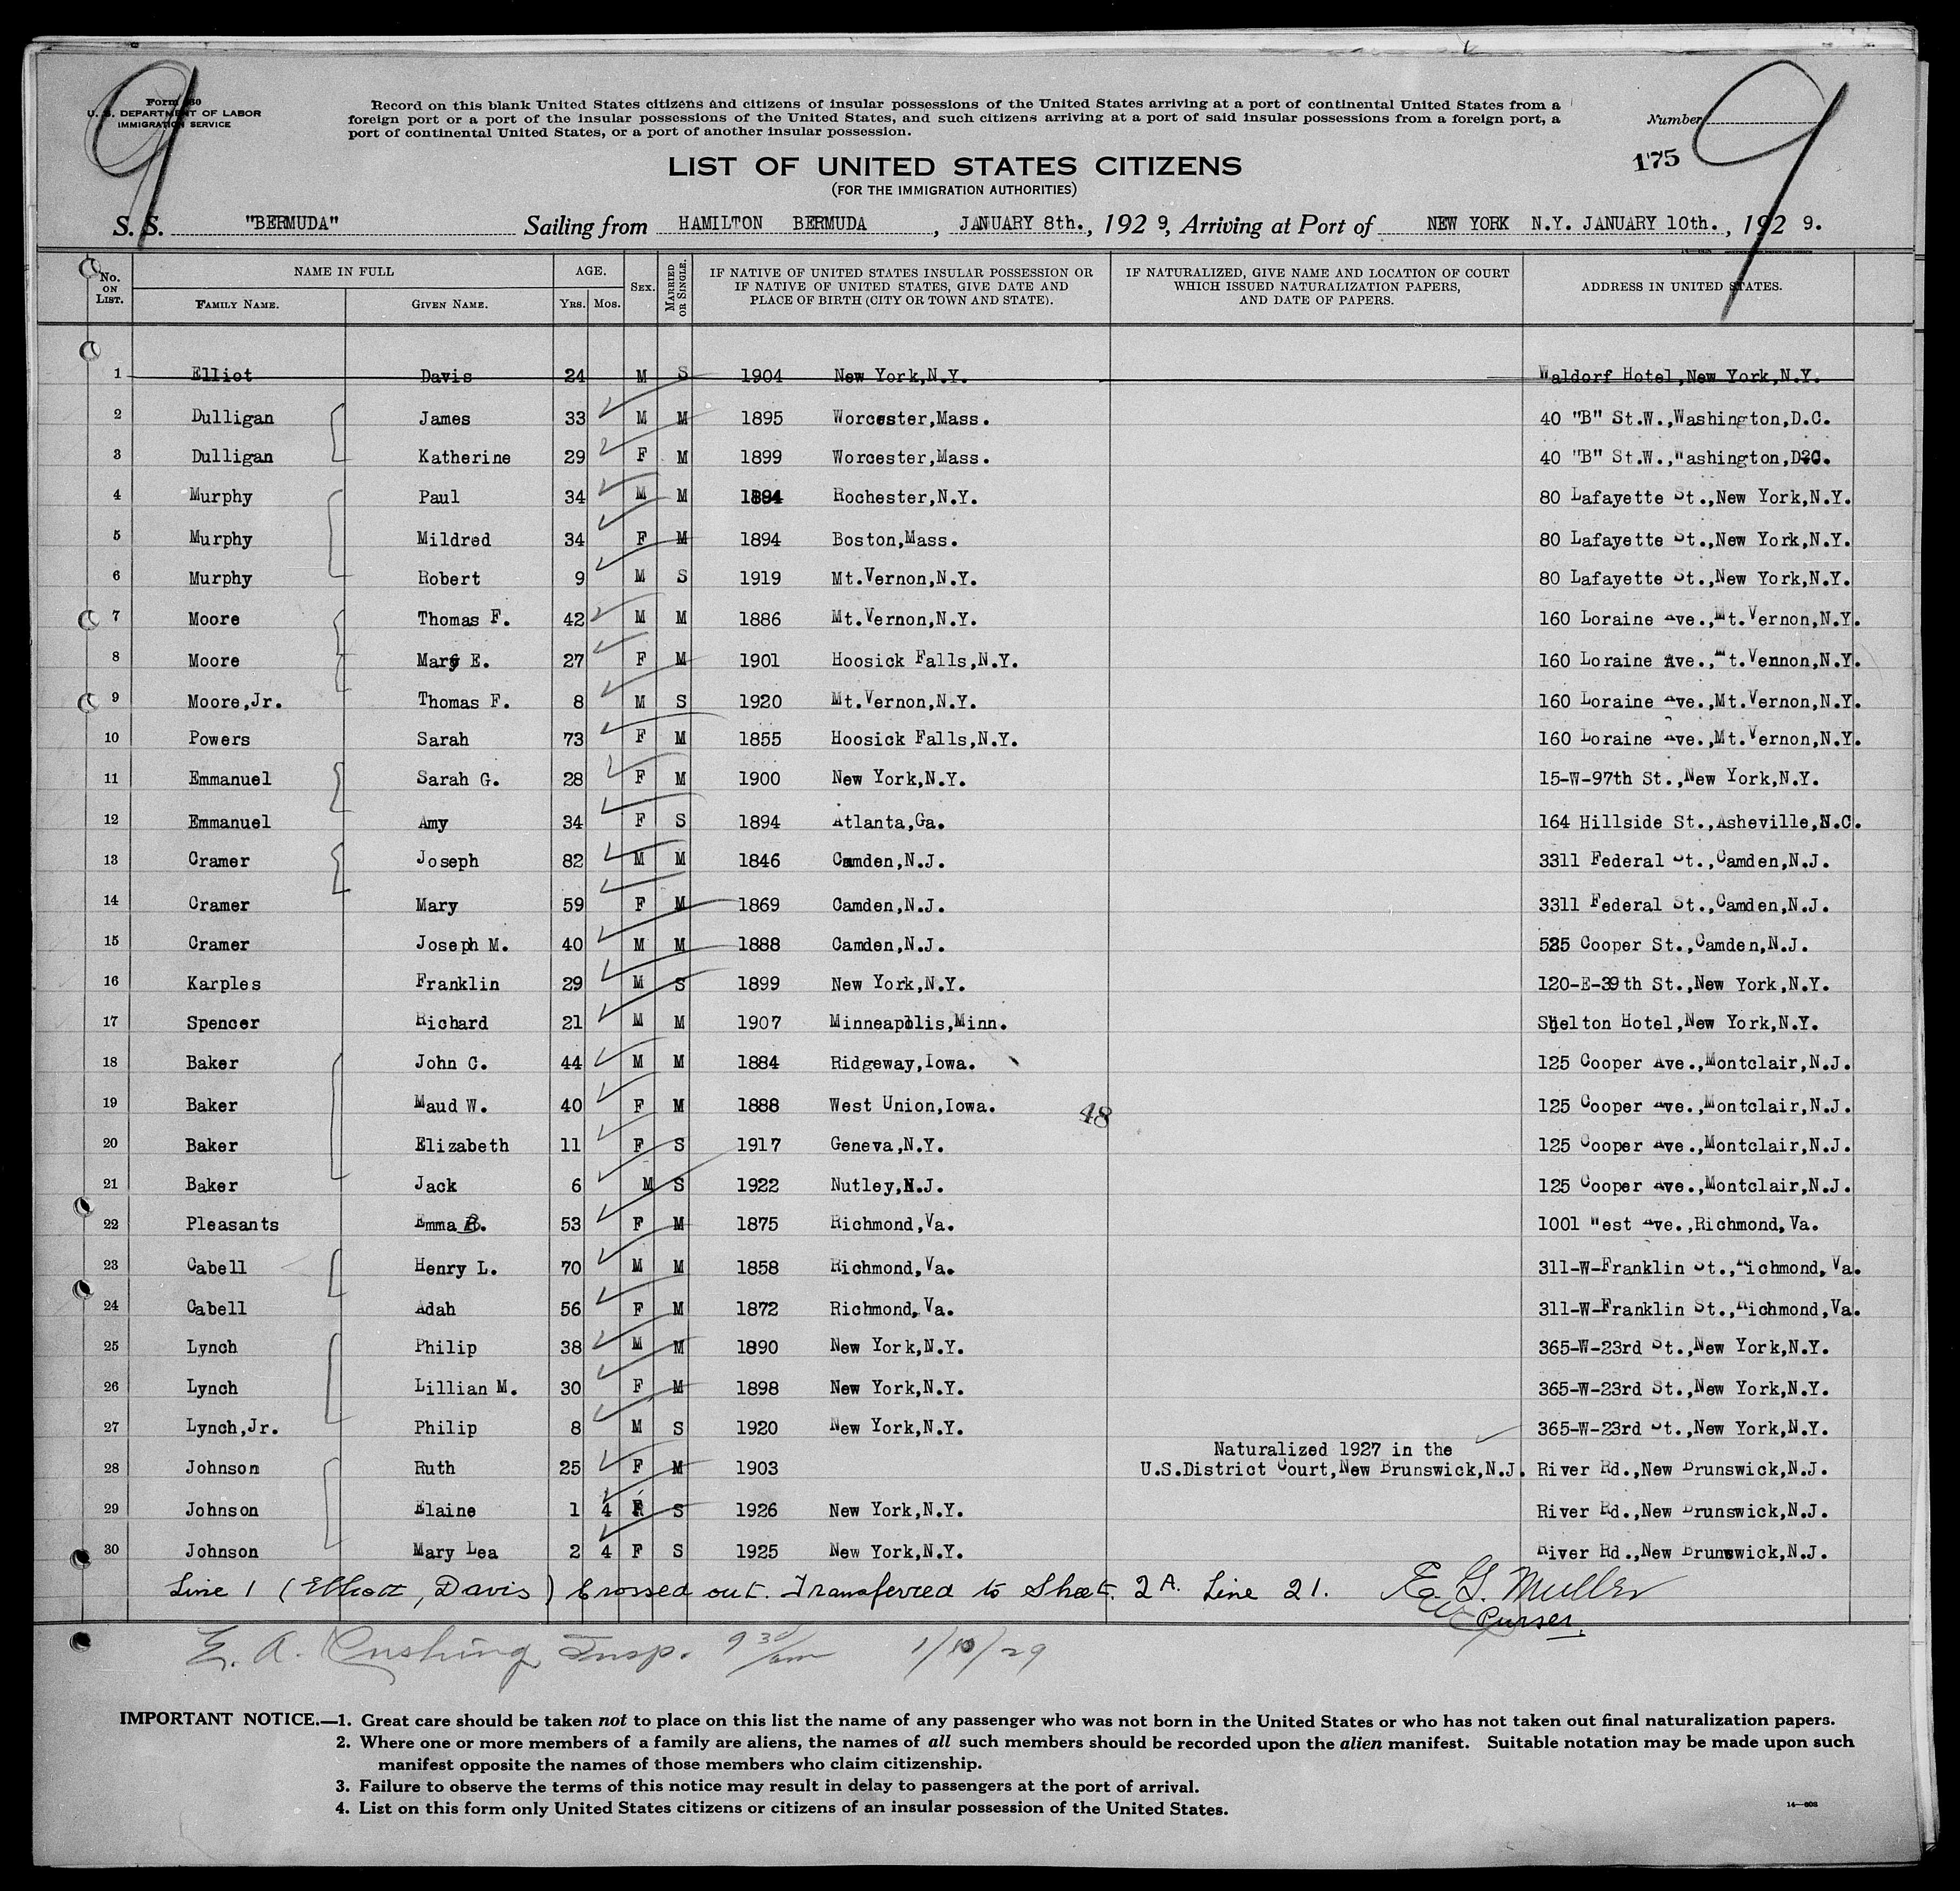 9 9
Form 630
U. S. DEPARTMENT OF LABOR
IMMIGRATION SERVICE
Record on this blank United States citizens and citizens of insular possessions of the United States arriving at a port of continental United States from a
foreign port or a port of the insular possessions of the United States, and such citizens arriving at a port of said insular possessions from a foreign port, a
port of continental United States, or a port of another insular possession.
Number
175
LIST OF UNITED STATES CITIZENS
(FOR THE IMMIGRATION AUTHORITIES)
S. S. "BERMUDA" Sailing from HAMILTON BERMUDA, JANUARY 8th., 1929, Arriving at Port of NEW YORK N.Y. JANUARY 10th., 1929.
No. ON LIST. NAME IN FULL FAMILY NAME. GIVEN NAME. AGE. YRS. MOS. SEX. MARRIED OR SINGLE. IF NATIVE OF UNITED STATES INSULAR POSSESSION OR IF NATIVE OF UNITED STATES, GIVE DATE AND PLACE OF BIRTH (CITY OR TOWN AND STATE). IF NATURALIZED, GIVE NAME AND LOCATION OF COURT WHICH ISSUED NATURALIZATION PAPERS, AND DATE OF PAPERS. ADDRESS IN UNITED STATES.
1 Elliot Davis 24 M S 1904 New York,N.Y. Waldorf Hotel,New York,N.Y.
2 Dulligan James 33 M M 1895 Worcester,Mass. 40 "B" St.W.,Washington,D.C.
3 Dulligan Katherine 29 F M 1899 Worcester,Mass. 40 "B" St.W.,Washington,D.C.
4 Murphy Paul 34 M M 1894 Rochester,N.Y. 80 Lafayette St.,New York,N.Y.
5 Murphy Mildred 34 F M 1894 Boston,Mass. 80 Lafayette St.,New York,N.Y.
6 Murphy Robert 9 M S 1919 Mt.Vernon,N.Y. 80 Lafayette St.,New York,N.Y.
7 Moore Thomas F. 42 M M 1886 Mt.Vernon,N.Y. 160 Loraine Ave.,Mt.Vernon,N.Y.
8 Moore Mary E. 27 F M 1901 Hoosick Falls,N.Y. 160 Loraine Ave.,Mt.Vennon,N.Y.
9 Moore,Jr. Thomas F. 8 M S 1920 Mt.Vernon,N.Y. 160 Loraine Ave.,Mt.Vernon,N.Y.
10 Powers Sarah 73 F M 1855 Hoosick Falls,N.Y. 160 Loraine Ave.,Mt.Vernon,N.Y.
11 Emmanuel Sarah G. 28 F M 1900 New York,N.Y. 15-W-97th St.,New York,N.Y.
12 Emmanuel Amy 34 F S 1894 Atlanta,Ga. 164 Hillside St.,Asheville,N.C.
13 Cramer Joseph 82 M M 1846 Camden,N.J. 3311 Federal St.,Camden,N.J.
14 Cramer Mary 59 F M 1869 Camden,N.J. 3311 Federal St.,Camden,N.J.
15 Cramer Joseph M. 40 M M 1888 Camden,N.J. 525 Cooper St.,Camden,N.J.
16 Karples Franklin 29 M S 1899 New York,N.Y. 120-E-39th St.,New York,N.Y.
17 Spencer Richard 21 M M 1907 Minneapolis,Minn. Shelton Hotel,New York,N.Y.
18 Baker John C. 44 M M 1884 Ridgeway,Iowa. 125 Cooper Ave.,Montclair,N.J.
19 Baker Maud W. 40 F M 1888 West Union,Iowa. 48 125 Cooper Ave.,Montclair,N.J.
20 Baker Elizabeth 11 F S 1917 Geneva,N.Y. 125 Cooper Ave.,Montclair,N.J.
21 Baker Jack 6 M S 1922 Nutley,N.J. 125 Cooper Ave.,Montclair,N.J.
22 Pleasants Emma B. 53 F M 1875 Richmond,Va. 1001 West Ave.,Richmond,Va.
23 Cabell Henry L. 70 M M 1858 Richmond,Va. 311-W-Franklin St.,Richmond,Va.
24 Cabell Adah 56 F M 1872 Richmond,Va. 311-W-Franklin St.,Richmond,Va.
25 Lynch Philip 38 M M 1890 New York,N.Y. 365-W-23rd St.,New York,N.Y.
26 Lynch Lillian M. 30 F M 1898 New York,N.Y. 365-W-23rd St.,New York,N.Y.
27 Lynch,Jr. Philip 8 M S 1920 New York,N.Y. 365-W-23rd St.,New York,N.Y.
Naturalized 1927 in the
28 Johnson Ruth 25 F M 1903 U.S.District Court,New Brunswick,N.J. River Rd.,New Brunswick,N.J.
29 Johnson Elaine 1 4 F S 1926 New York,N.Y. River Rd.,New Brunswick,N.J.
30 Johnson Mary Lea 2 4 F S 1925 New York,N.Y. River Rd.,New Brunswick,N.J.
Line 1 (Elliott, Davis) Crossed out. Transferred to Sheet. 2A. Line 21. E. G. Muller
Purser.
E. A. Cushing Insp. 9 30/am 1/10/29
IMPORTANT NOTICE.—1. Great care should be taken not to place on this list the name of any passenger who was not born in the United States or who has not taken out final naturalization papers.
2. Where one or more members of a family are aliens, the names of all such members should be recorded upon the alien manifest. Suitable notation may be made upon such
manifest opposite the names of those members who claim citizenship.
3. Failure to observe the terms of this notice may result in delay to passengers at the port of arrival.
4. List on this form only United States citizens or citizens of an insular possession of the United States.